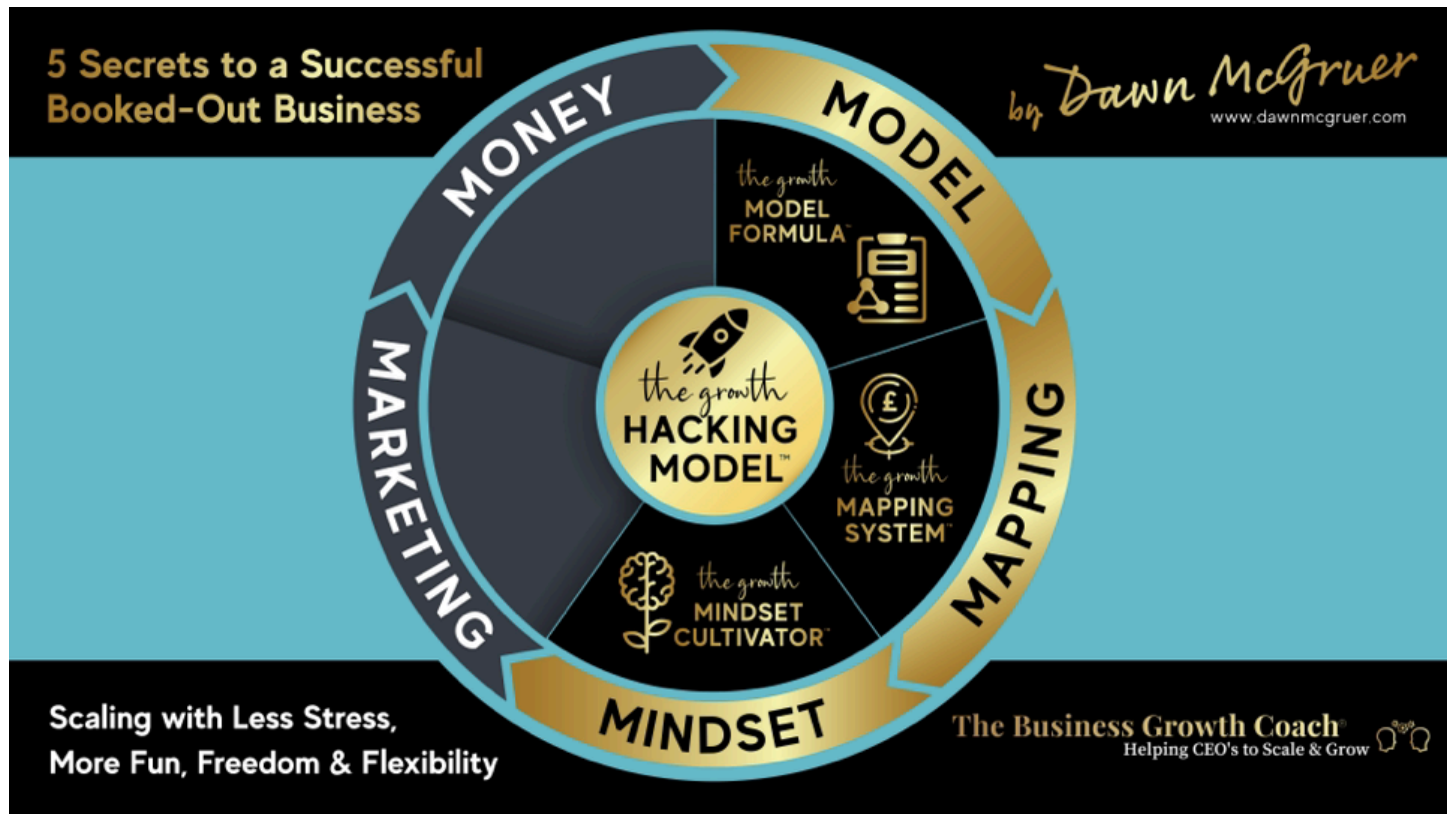 5 Secrets to a Successful
Booked-Out Business
by Dawn McGruer
www.dawnmcgruer.com
MONEY
MODEL
MAPPING
MINDSET
MARKETING
the growth
MODEL
FORMULA™
£
the growth
MAPPING
SYSTEM™
the growth
MINDSET
CULTIVATOR™
the growth
HACKING
MODEL™
Scaling with Less Stress,
More Fun, Freedom & Flexibility
The Business Growth Coach®
Helping CEO's to Scale & Grow